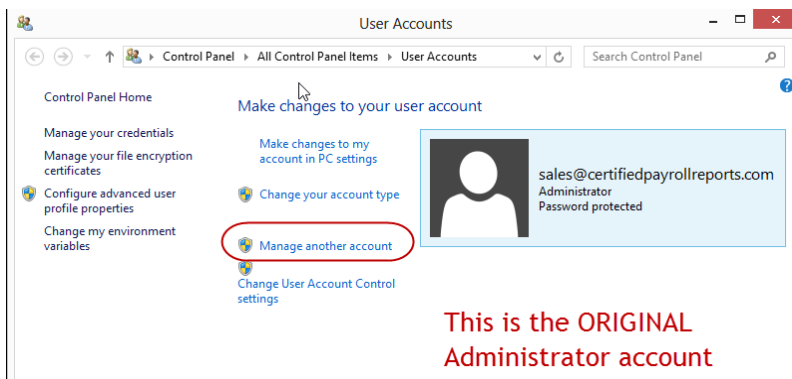 User Accounts
Control Panel All Control Panel Items User Accounts
Search Control Panel
Control Panel Home
Manage your credentials
Manage your file encryption
certificates
Configure advanced user
profile properties
Change my environment
variables
Make changes to your user account
Make changes to my
account in PC settings
Change your account type
Manage another account
Change User Account Control
settings
sales@certifiedpayrollreports.com
Administrator
Password protected
This is the ORIGINAL
Administrator account